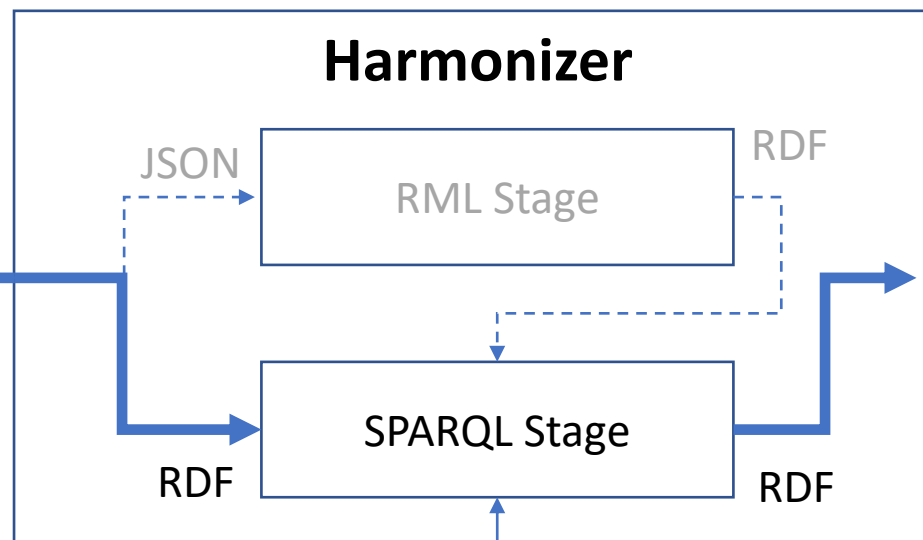 Harmonizer
JSON
RDF
RML Stage
SPARQL Stage
RDF
RDF